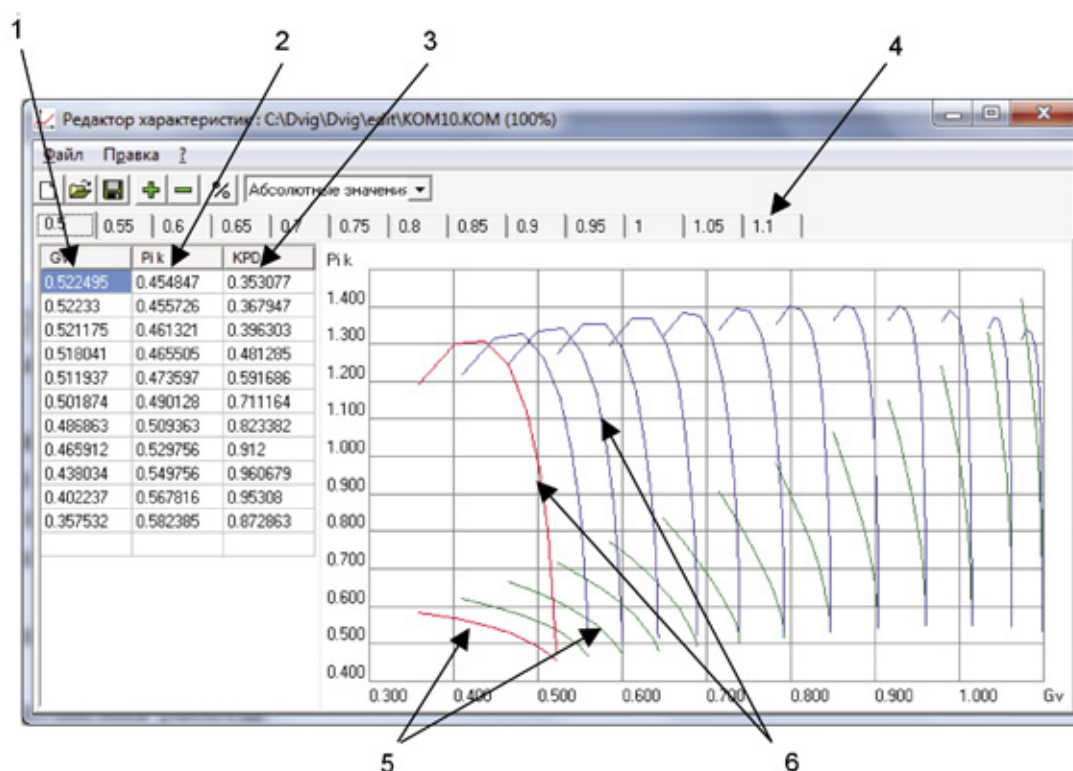 1 2 3 4
Редактор характеристик : C:\Dvig\Dvig\edit\KOM10.KOM (100%)
Файл Правка ?
% Абсолютные значения
0.5 0.55 0.6 0.65 0.7 0.75 0.8 0.85 0.9 0.95 1 1.05 1.1
Gv Pi k KPD Pi k
0.522495 0.454847 0.353077
0.52233 0.455726 0.367947
0.521175 0.461321 0.396303
0.518041 0.465505 0.481285
0.511937 0.473597 0.591686
0.501874 0.490128 0.711164
0.486863 0.509363 0.823382
0.465912 0.529756 0.912
0.438034 0.549756 0.960679
0.402237 0.567816 0.95308
0.357532 0.582385 0.872863
1.400
1.300
1.200
1.100
1.000
0.900
0.800
0.700
0.600
0.500
0.400
0.300 0.400 0.500 0.600 0.700 0.800 0.900 1.000 Gv
5 6